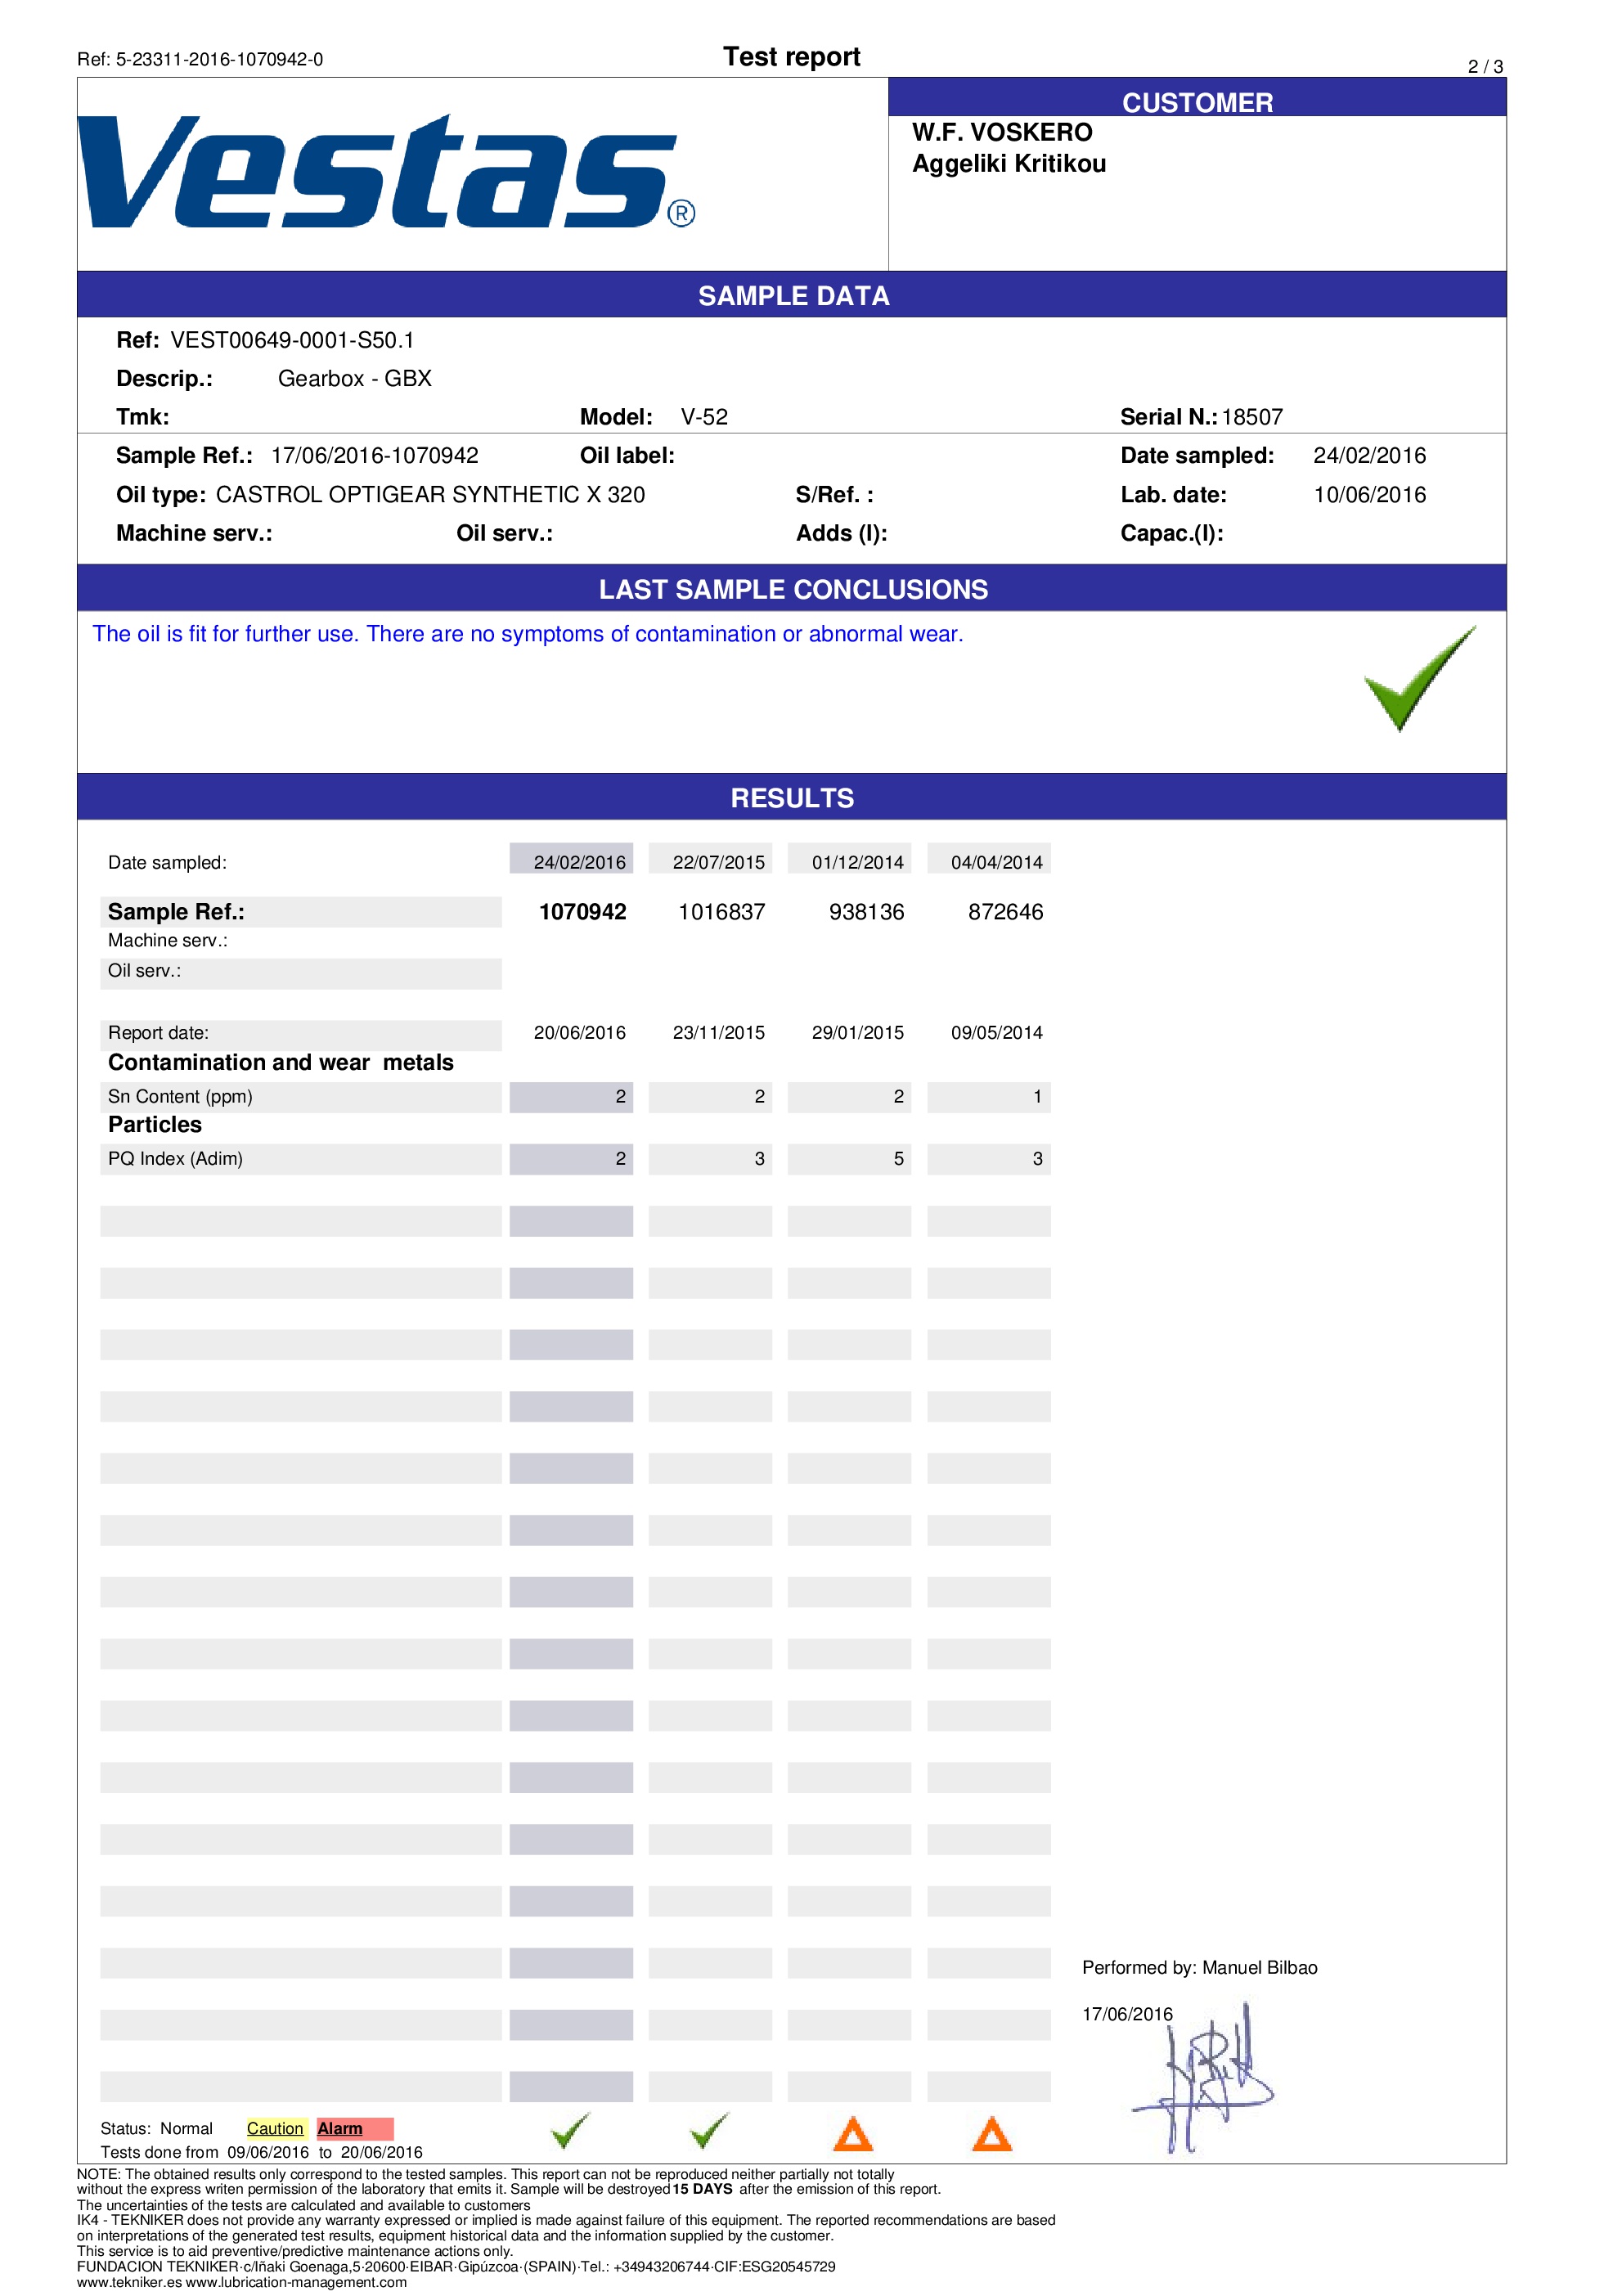 Ref: 5-23311-2016-1070942-0
Test report
2 / 3
Vestas®
CUSTOMER
W.F. VOSKERO
Aggeliki Kritikou
SAMPLE DATA
Ref: VEST00649-0001-S50.1
Descrip.: Gearbox - GBX
Tmk: Model: V-52 Serial N.: 18507
Sample Ref.: 17/06/2016-1070942 Oil label: Date sampled: 24/02/2016
Oil type: CASTROL OPTIGEAR SYNTHETIC X 320 S/Ref. : Lab. date: 10/06/2016
Machine serv.: Oil serv.: Adds (l): Capac.(l):
LAST SAMPLE CONCLUSIONS
The oil is fit for further use. There are no symptoms of contamination or abnormal wear.
RESULTS
Date sampled: 24/02/2016 22/07/2015 01/12/2014 04/04/2014
Sample Ref.: 1070942 1016837 938136 872646
Machine serv.:
Oil serv.:
Report date: 20/06/2016 23/11/2015 29/01/2015 09/05/2014
Contamination and wear metals
Sn Content (ppm) 2 2 2 1
Particles
PQ Index (Adim) 2 3 5 3
Performed by: Manuel Bilbao
17/06/2016
Status: Normal Caution Alarm
Tests done from 09/06/2016 to 20/06/2016
NOTE: The obtained results only correspond to the tested samples. This report can not be reproduced neither partially not totally
without the express writen permission of the laboratory that emits it. Sample will be destroyed 15 DAYS after the emission of this report.
The uncertainties of the tests are calculated and available to customers
IK4 - TEKNIKER does not provide any warranty expressed or implied is made against failure of this equipment. The reported recommendations are based
on interpretations of the generated test results, equipment historical data and the information supplied by the customer.
This service is to aid preventive/predictive maintenance actions only.
FUNDACION TEKNIKER·c/Iñaki Goenaga,5·20600·EIBAR·Gipúzcoa·(SPAIN)·Tel.: +34943206744·CIF:ESG20545729
www.tekniker.es www.lubrication-management.com